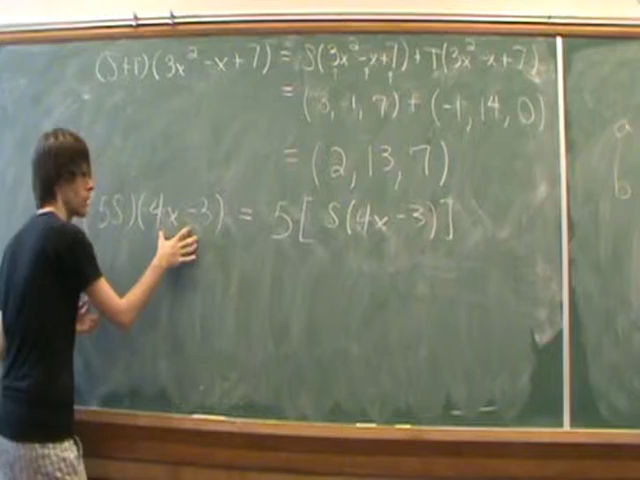 (S+T)(3x² - x + 7) = S(3x² - x + 7) + T(3x² - x + 7)
= (3, -1, 7) + (-1, 14, 0)
= (2, 13, 7)
5S)(4x - 3) = 5[ S(4x - 3)]
a
b